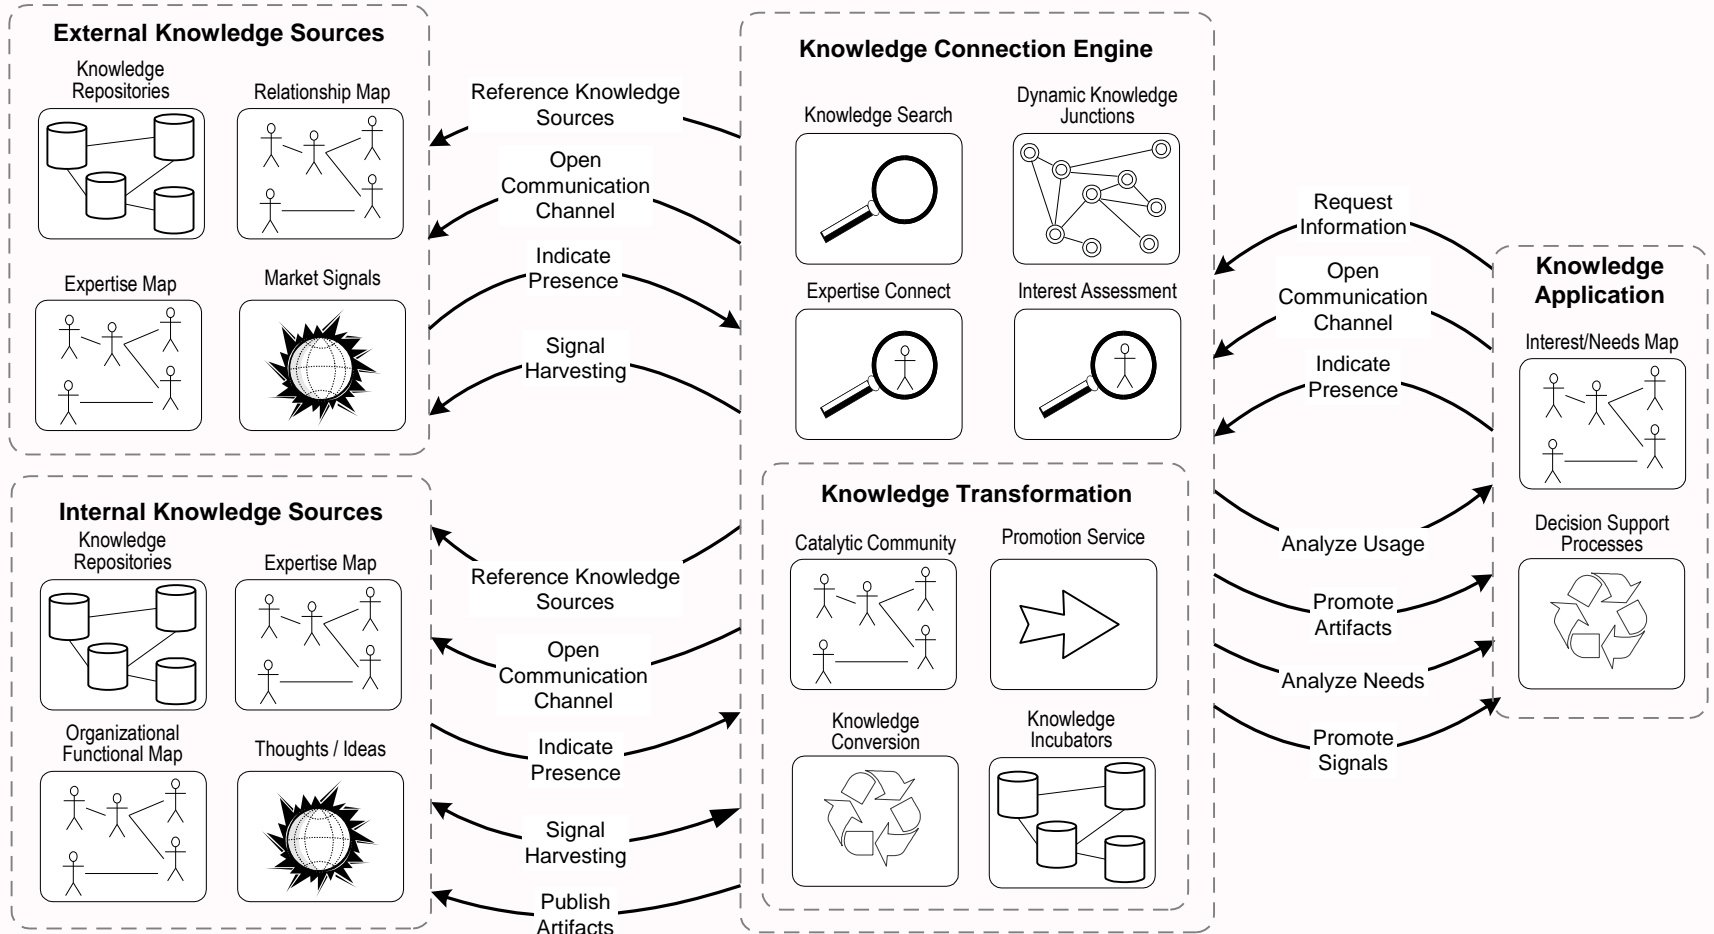 External Knowledge Sources
Knowledge
Repositories
Relationship Map
Expertise Map
Market Signals
Reference Knowledge
Sources
Open
Communication
Channel
Indicate
Presence
Signal
Harvesting
Knowledge Connection Engine
Knowledge Search
Dynamic Knowledge
Junctions
Expertise Connect
Interest Assessment
Request
Information
Open
Communication
Channel
Indicate
Presence
Knowledge
Application
Interest/Needs Map
Decision Support
Processes
Internal Knowledge Sources
Knowledge
Repositories
Expertise Map
Organizational
Functional Map
Thoughts / Ideas
Reference Knowledge
Sources
Open
Communication
Channel
Indicate
Presence
Signal
Harvesting
Publish
Artifacts
Knowledge Transformation
Catalytic Community
Promotion Service
Knowledge
Conversion
Knowledge
Incubators
Analyze Usage
Promote
Artifacts
Analyze Needs
Promote
Signals